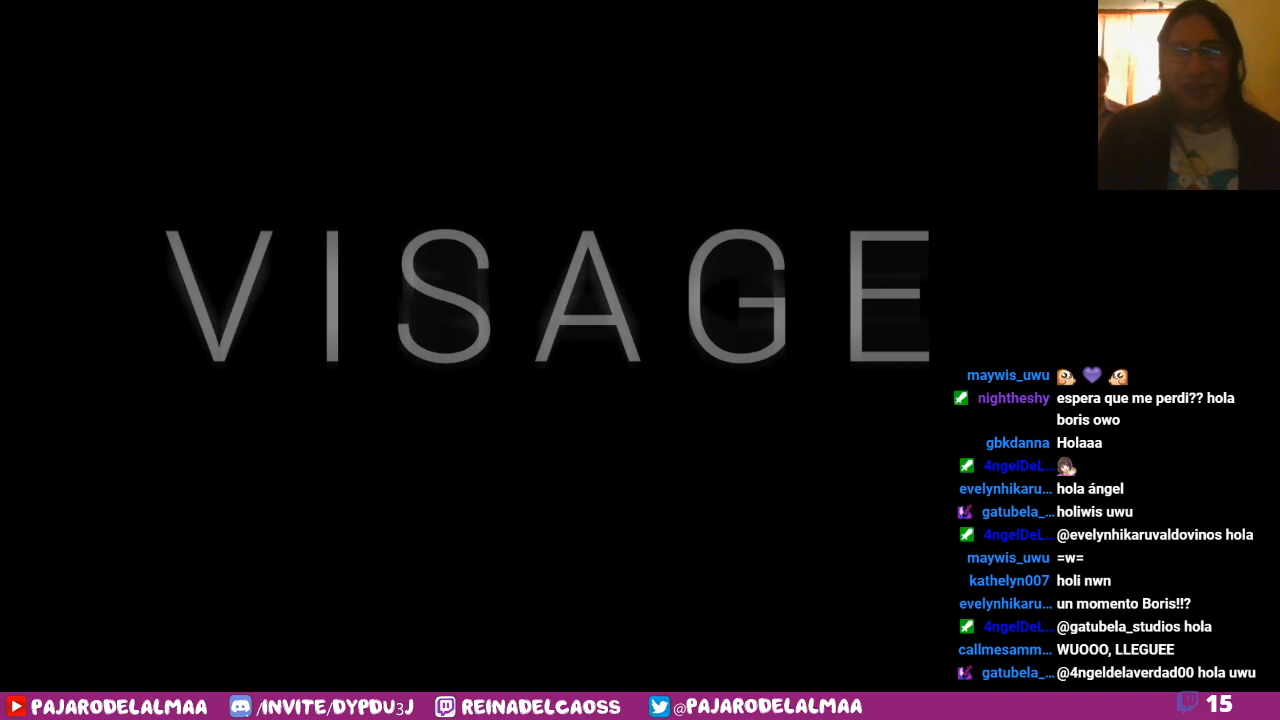 VISAGE
maywis_uwu
nightheshy espera que me perdi?? hola
boris owo
gbkdanna Holaaa
4ngelDeL...
evelynhikaru... hola ángel
gatubela_... holiwis uwu
4ngelDeL... @evelynhikaruvaldovinos hola
maywis_uwu =w=
kathelyn007 holi nwn
evelynhikaru... un momento Boris!!?
4ngelDeL... @gatubela_studios hola
callmesamm... WUOOO, LLEGUEE
gatubela_... @4ngeldelaverdad00 hola uwu
PAJARODELALMAA /INVITE/DYPDU3J REINADELCAOSS @PAJARODELALMAA 15